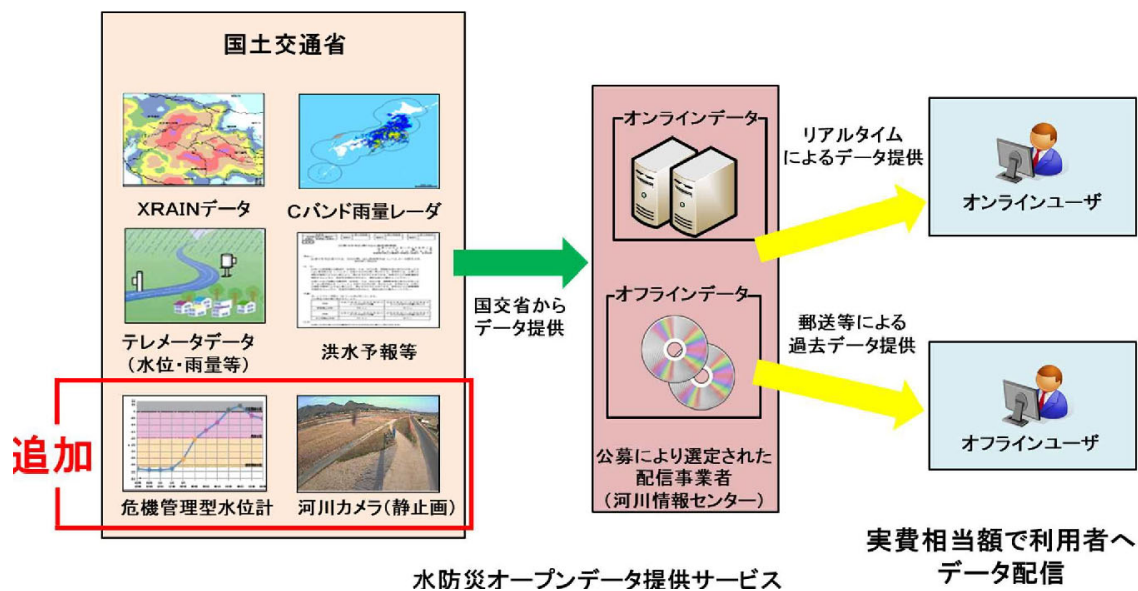 国土交通省
XRAINデータ
Cバンド雨量レーダ
テレメータデータ
(水位・雨量等)
洪水予報等
追加
危機管理型水位計
河川カメラ(静止画)
国交省から
データ提供
オンラインデータ
オフラインデータ
公募により選定された
配信事業者
(河川情報センター)
リアルタイム
によるデータ提供
郵送等による
過去データ提供
オンラインユーザ
オフラインユーザ
実費相当額で利用者へ
データ配信
水防災オープンデータ提供サービス